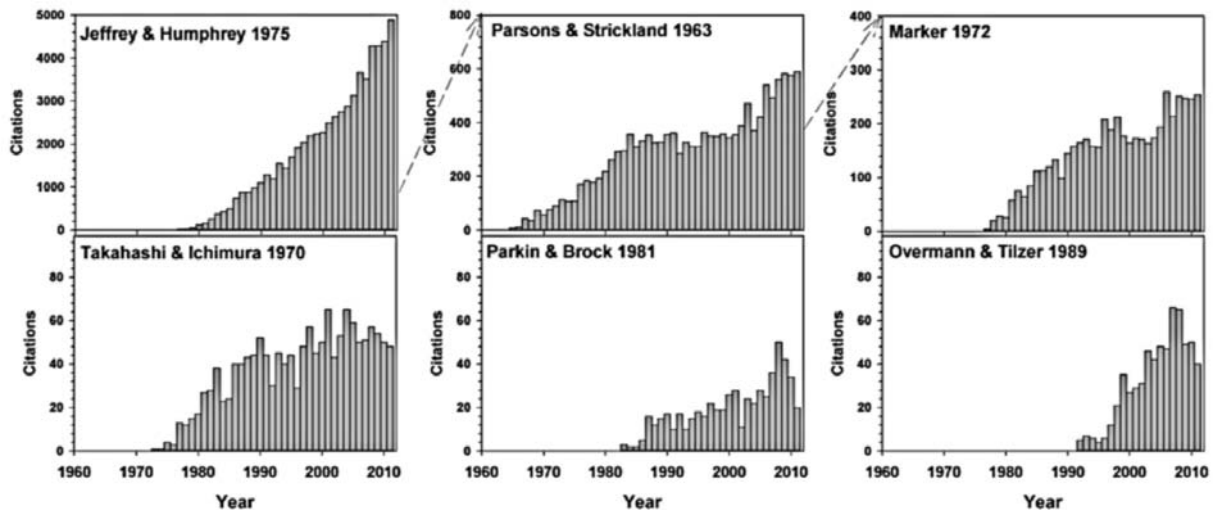 Jeffrey & Humphrey 1975
Citations
5000
4000
3000
2000
1000
0
Parsons & Strickland 1963
Citations
800
600
400
200
0
Marker 1972
Citations
400
300
200
100
0
Takahashi & Ichimura 1970
Citations
80
60
40
20
0
1960 1970 1980 1990 2000 2010
Year
Parkin & Brock 1981
Citations
80
60
40
20
0
1960 1970 1980 1990 2000 2010
Year
Overmann & Tilzer 1989
Citations
80
60
40
20
0
1960 1970 1980 1990 2000 2010
Year